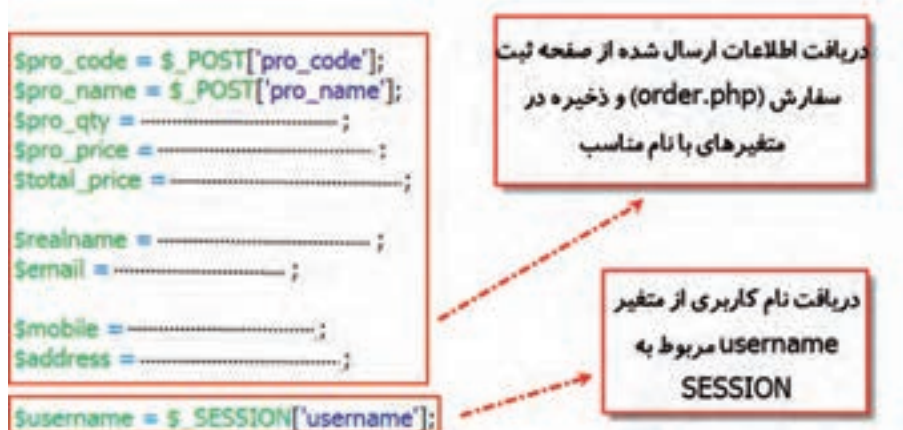 $pro_code = $_POST['pro_code'];
$pro_name = $_POST['pro_name'];
$pro_qty = ........................................ ;
$pro_price = ............................................. ;
$total_price = ................................................ ;
$realname = ............................................ ;
$email = ................................... ;
$mobile = ...................................... ;
$address = ......................................... ;
$username = $_SESSION['username'];
دریافت اطلاعات ارسال شده از صفحه ثبت
سفارش (order.php) و ذخیره در
متغیرهای با نام مناسب
دریافت نام کاربری از متغیر
username مربوط به
SESSION